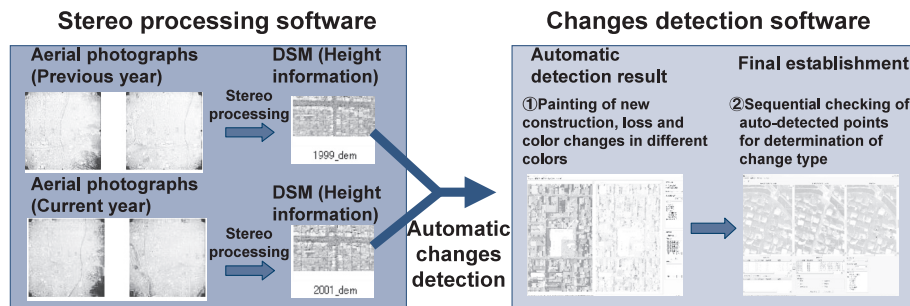 Stereo processing software
Aerial photographs
(Previous year)
Stereo
processing
DSM (Height
information)
1999_dem
Aerial photographs
(Current year)
Stereo
processing
DSM (Height
information)
2001_dem
Automatic
changes
detection
Changes detection software
Automatic
detection result
①Painting of new
construction, loss and
color changes in different
colors
Final establishment
②Sequential checking of
auto-detected points
for determination of
change type